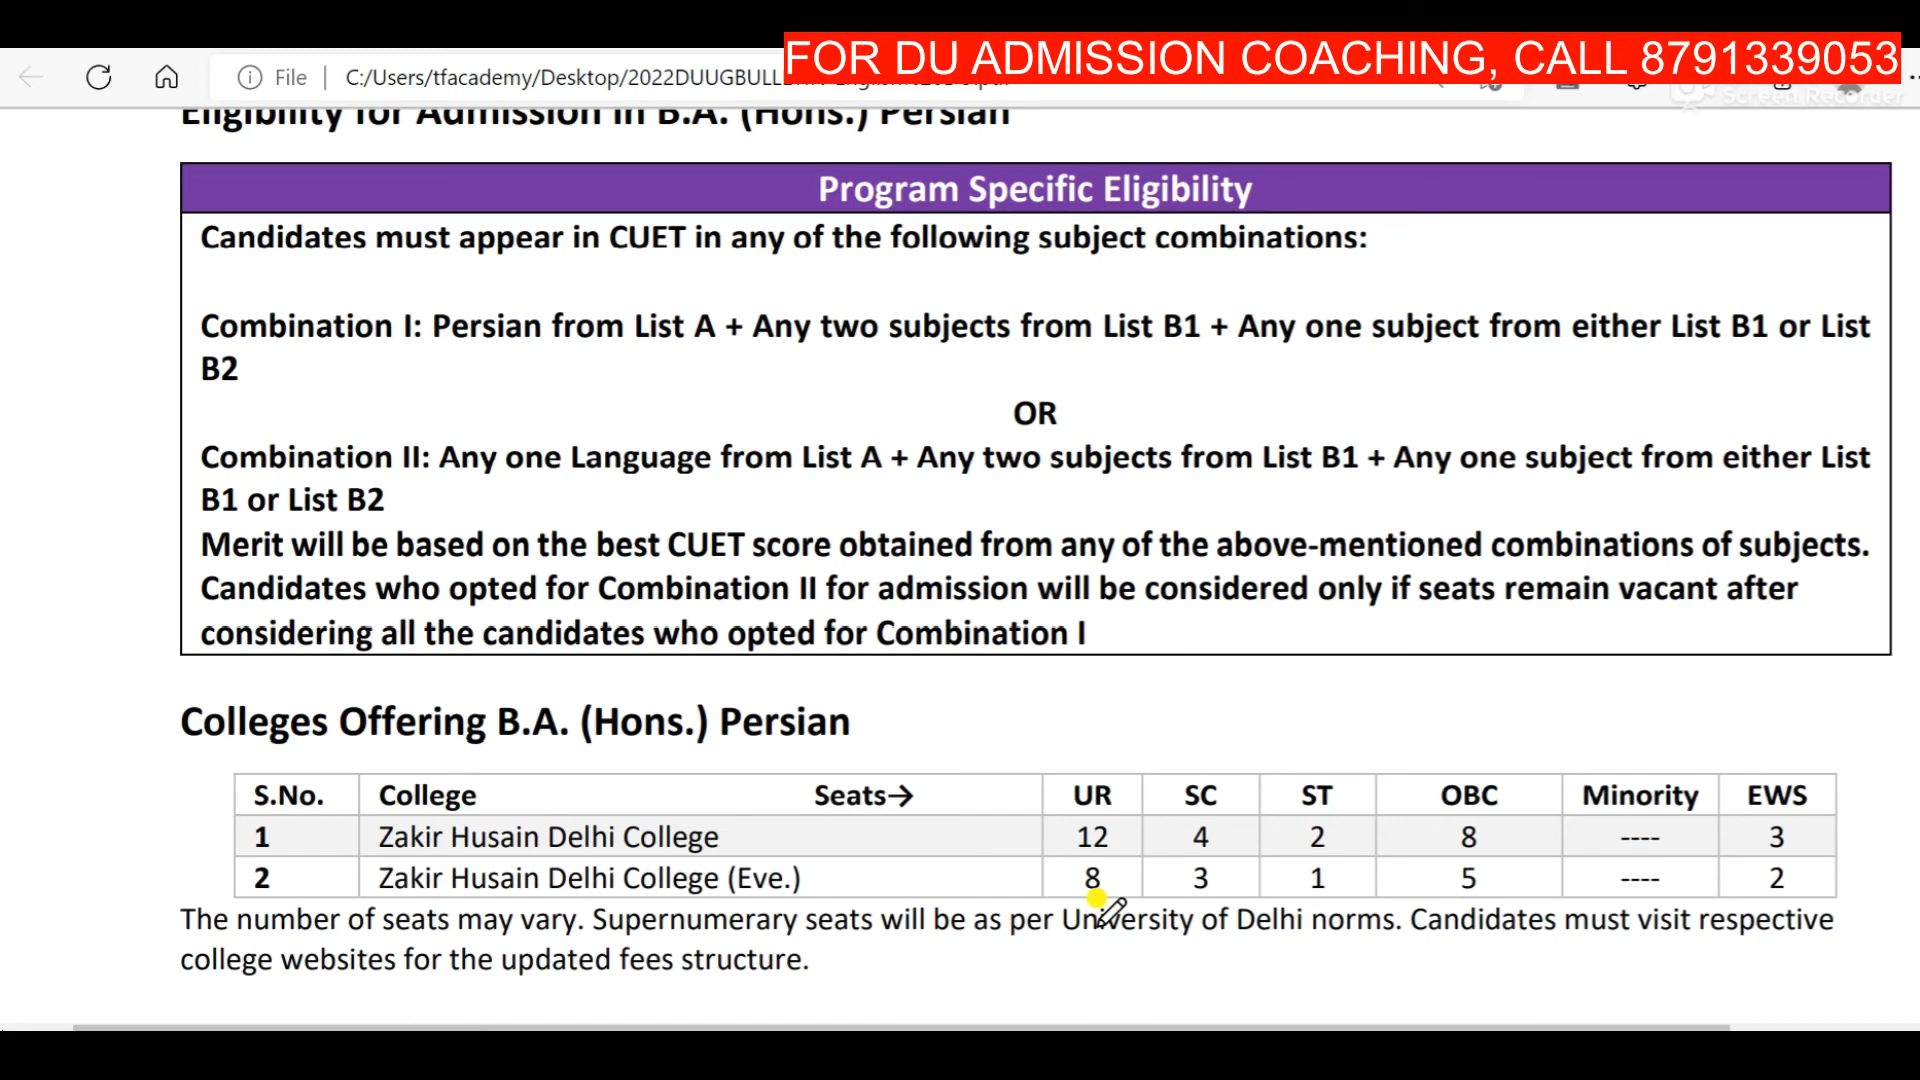 FOR DU ADMISSION COACHING, CALL 8791339053
File
C:/Users/tfacademy/Desktop/2022DUUGBULL
Screen Recorder
Eligibility for Admission in B.A. (Hons.) Persian
Program Specific Eligibility
Candidates must appear in CUET in any of the following subject combinations:
Combination I: Persian from List A + Any two subjects from List B1 + Any one subject from either List B1 or List
B2
OR
Combination II: Any one Language from List A + Any two subjects from List B1 + Any one subject from either List
B1 or List B2
Merit will be based on the best CUET score obtained from any of the above-mentioned combinations of subjects.
Candidates who opted for Combination II for admission will be considered only if seats remain vacant after
considering all the candidates who opted for Combination I
Colleges Offering B.A. (Hons.) Persian
S.No. College Seats→ UR SC ST OBC Minority EWS
1 Zakir Husain Delhi College 12 4 2 8 ---- 3
2 Zakir Husain Delhi College (Eve.) 8 3 1 5 ---- 2
The number of seats may vary. Supernumerary seats will be as per University of Delhi norms. Candidates must visit respective
college websites for the updated fees structure.